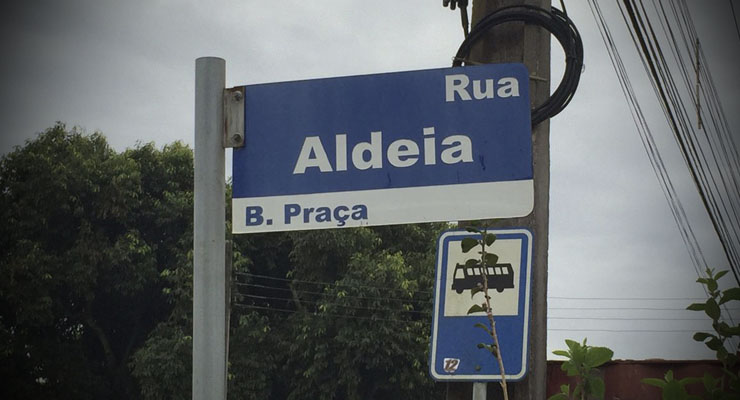 Rua
Aldeia
B. Praça